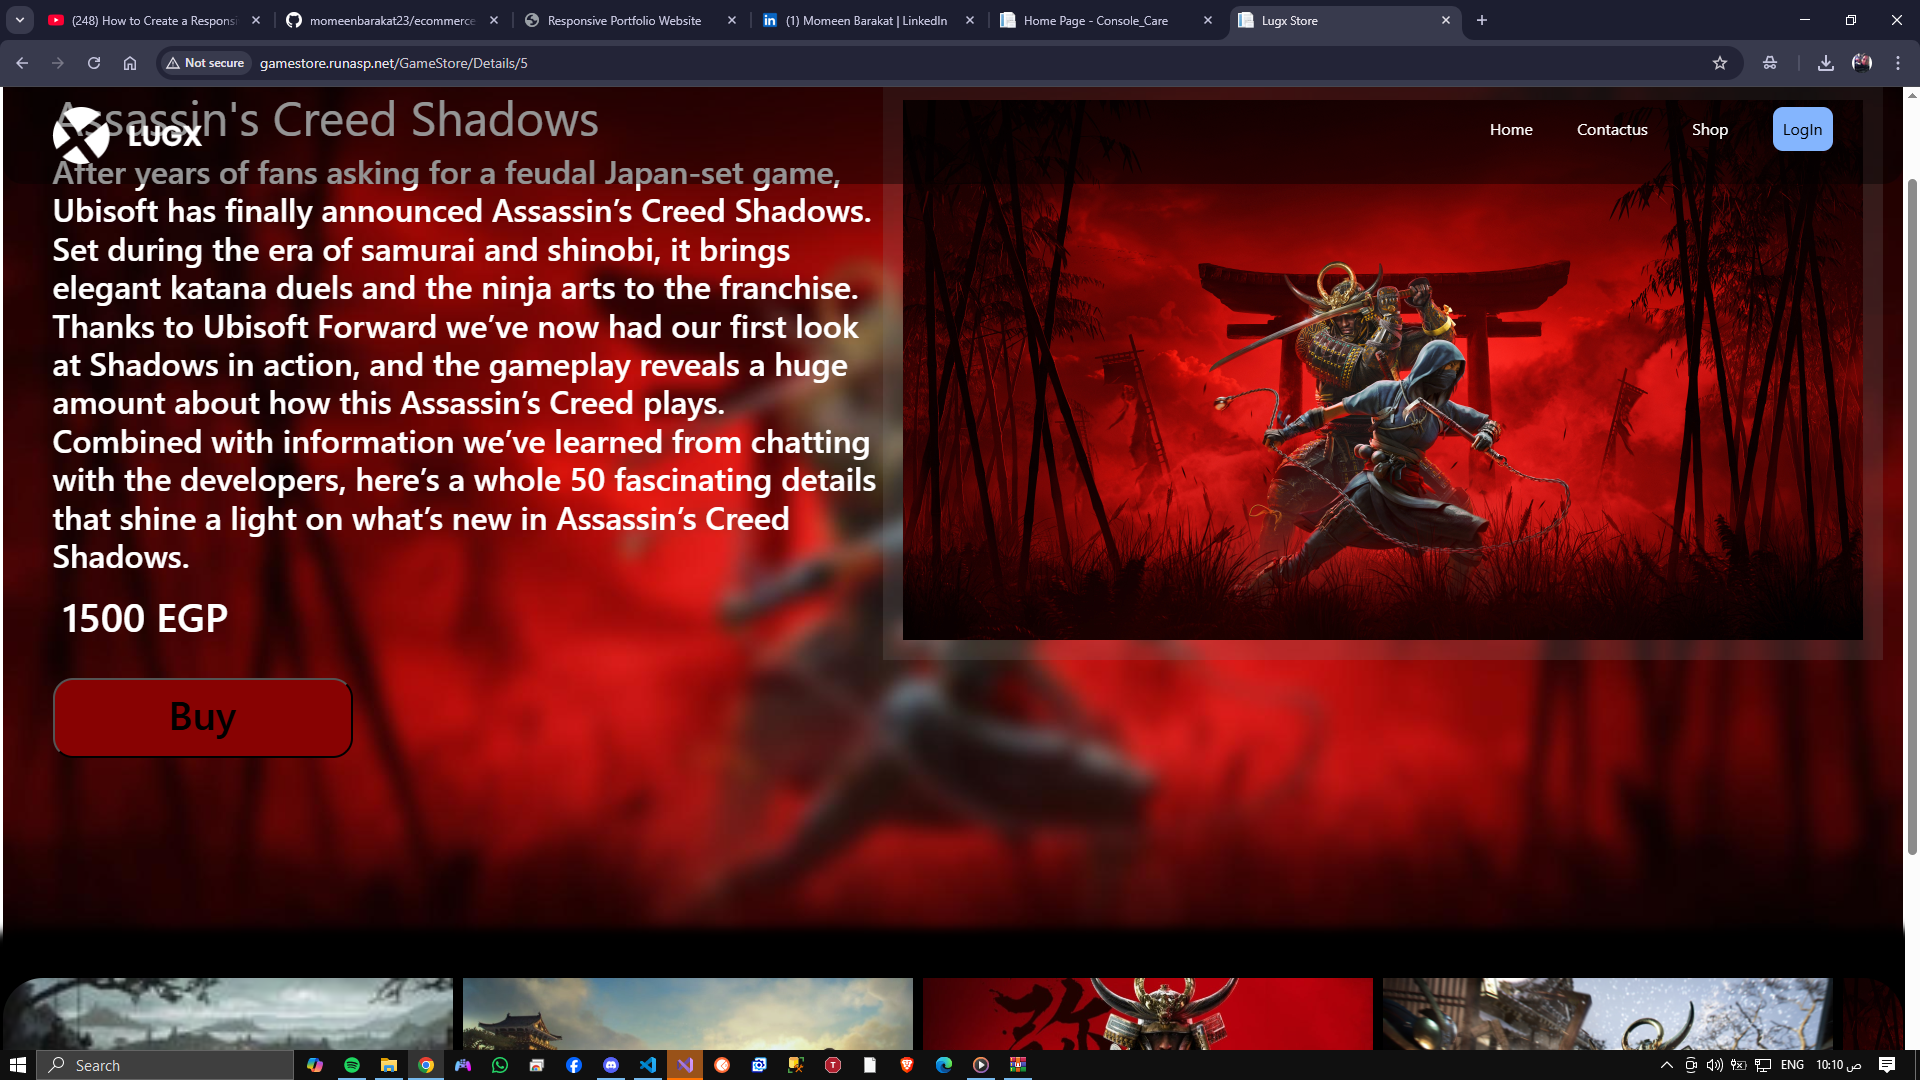 (248) How to Create a Responsi
momeenbarakat23/ecommerce
Responsive Portfolio Website
(1) Momeen Barakat | LinkedIn
Home Page - Console_Care
Lugx Store
Not secure
gamestore.runasp.net/GameStore/Details/5
Assassin's Creed Shadows
LUGX
Home
Contactus
Shop
LogIn
After years of fans asking for a feudal Japan-set game,
Ubisoft has finally announced Assassin’s Creed Shadows.
Set during the era of samurai and shinobi, it brings
elegant katana duels and the ninja arts to the franchise.
Thanks to Ubisoft Forward we’ve now had our first look
at Shadows in action, and the gameplay reveals a huge
amount about how this Assassin’s Creed plays.
Combined with information we’ve learned from chatting
with the developers, here’s a whole 50 fascinating details
that shine a light on what’s new in Assassin’s Creed
Shadows.
1500 EGP
Buy
Search
ENG
10:10 ص